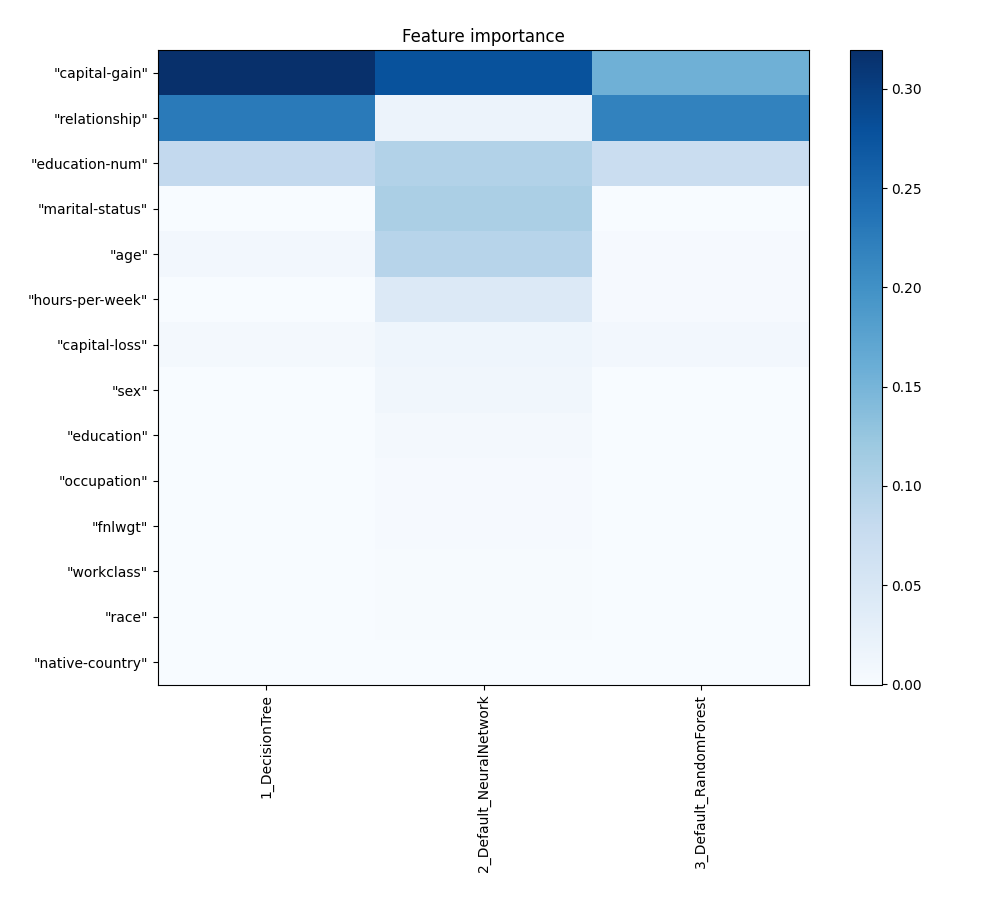 Feature importance
"capital-gain"
"relationship"
"education-num"
"marital-status"
"age"
"hours-per-week"
"capital-loss"
"sex"
"education"
"occupation"
"fnlwgt"
"workclass"
"race"
"native-country"
1_DecisionTree
2_Default_NeuralNetwork
3_Default_RandomForest
0.30
0.25
0.20
0.15
0.10
0.05
0.00